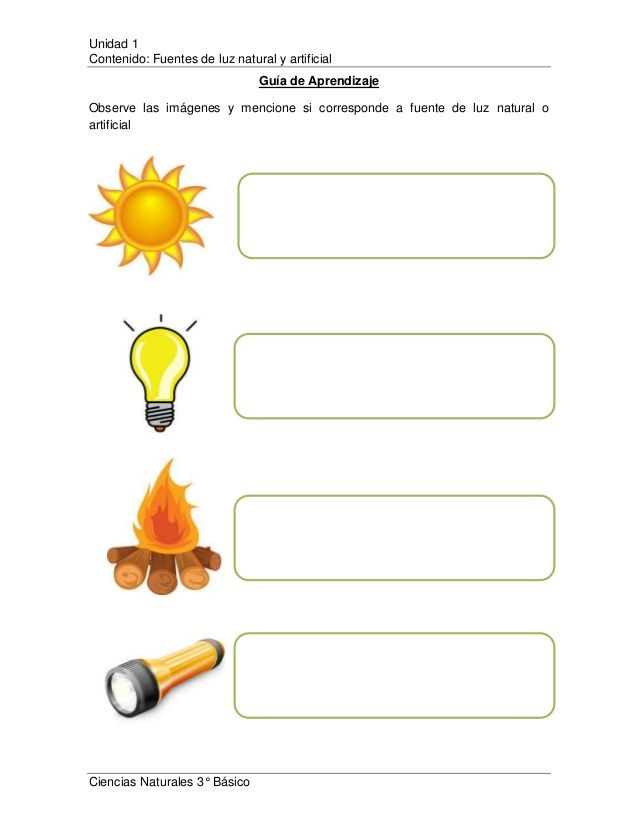 Unidad 1
Contenido: Fuentes de luz natural y artificial
Guía de Aprendizaje
Observe las imágenes y mencione si corresponde a fuente de luz natural o
artificial
Ciencias Naturales 3° Básico